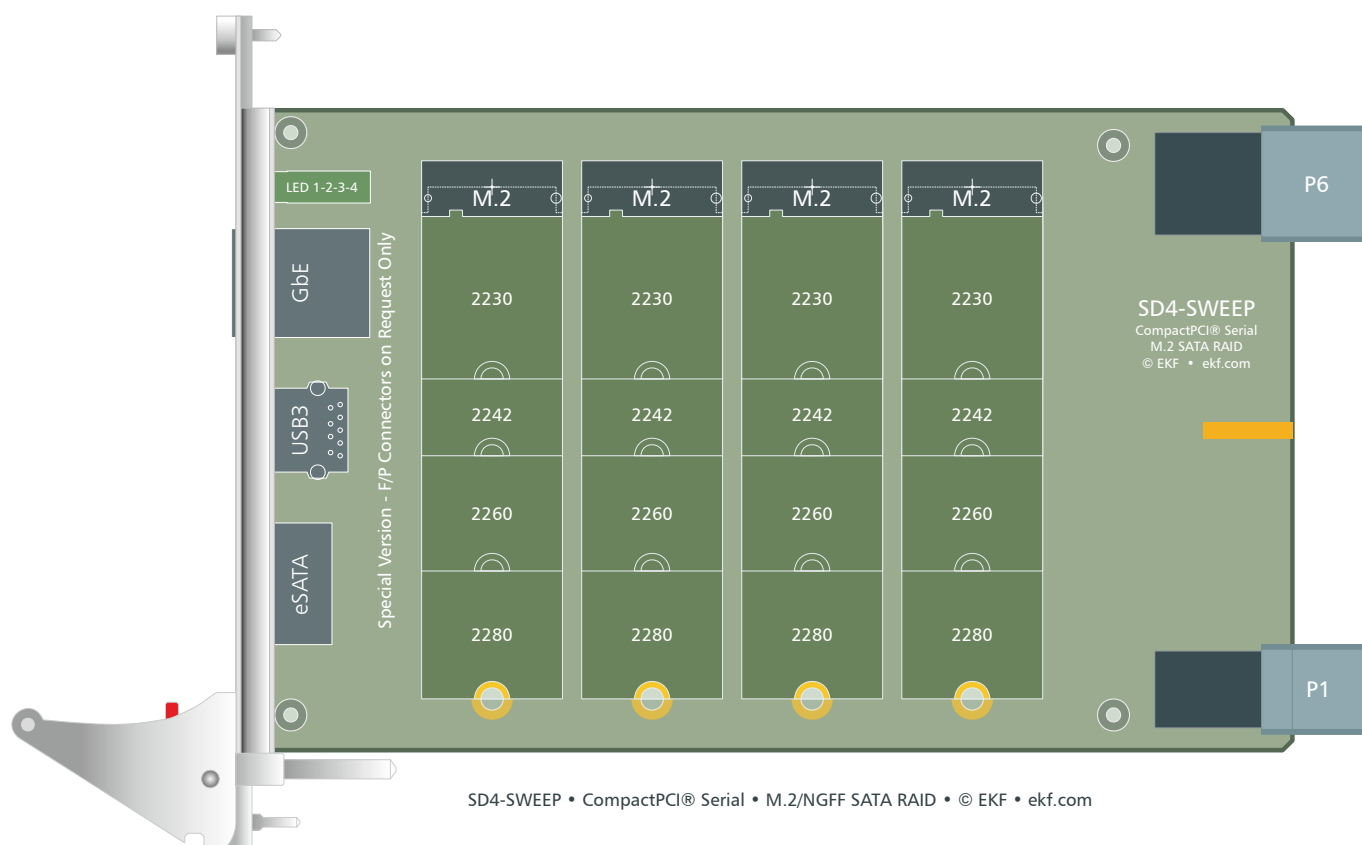 LED 1-2-3-4
GbE
USB3
eSATA
Special Version - F/P Connectors on Request Only
M.2
2230
2242
2260
2280
M.2
2230
2242
2260
2280
M.2
2230
2242
2260
2280
M.2
2230
2242
2260
2280
P6
SD4-SWEEP
CompactPCI® Serial
M.2 SATA RAID
© EKF • ekf.com
P1
SD4-SWEEP • CompactPCI® Serial • M.2/NGFF SATA RAID • © EKF • ekf.com